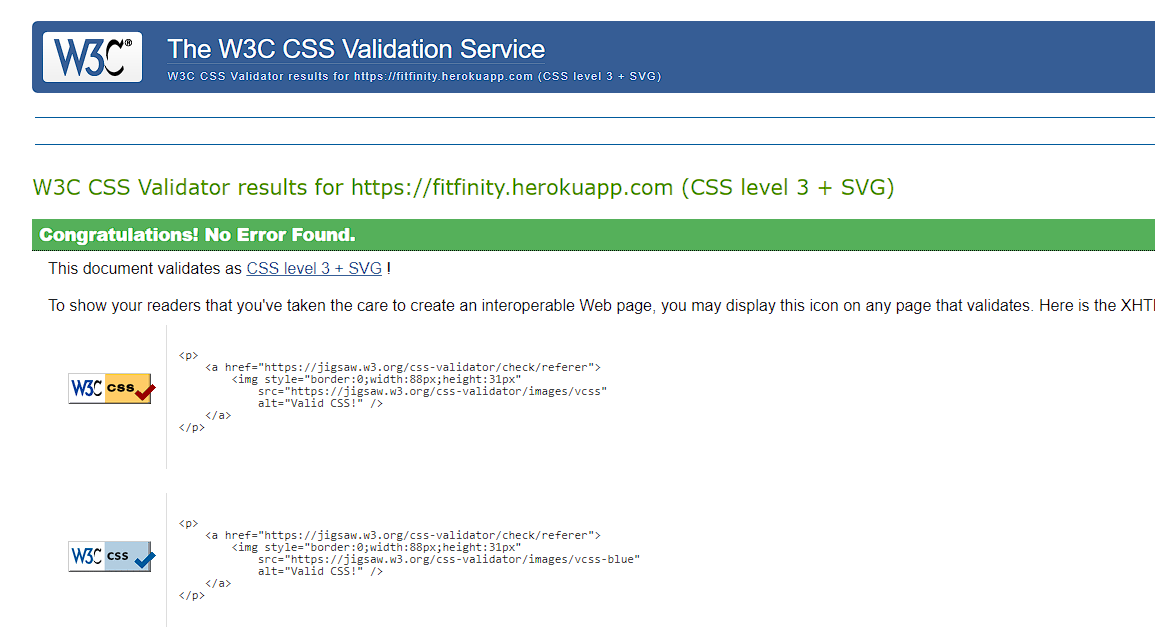 W3C®
The W3C CSS Validation Service
W3C CSS Validator results for https://fitfinity.herokuapp.com (CSS level 3 + SVG)
W3C CSS Validator results for https://fitfinity.herokuapp.com (CSS level 3 + SVG)
Congratulations! No Error Found.
This document validates as CSS level 3 + SVG !
To show your readers that you've taken the care to create an interoperable Web page, you may display this icon on any page that validates. Here is the
W3C css
<p>
<a href="https://jigsaw.w3.org/css-validator/check/referer">
<img style="border:0;width:88px;height:31px"
src="https://jigsaw.w3.org/css-validator/images/vcss"
alt="Valid CSS!" />
</a>
</p>
W3C css
<p>
<a href="https://jigsaw.w3.org/css-validator/check/referer">
<img style="border:0;width:88px;height:31px"
src="https://jigsaw.w3.org/css-validator/images/vcss-blue"
alt="Valid CSS!" />
</a>
</p>